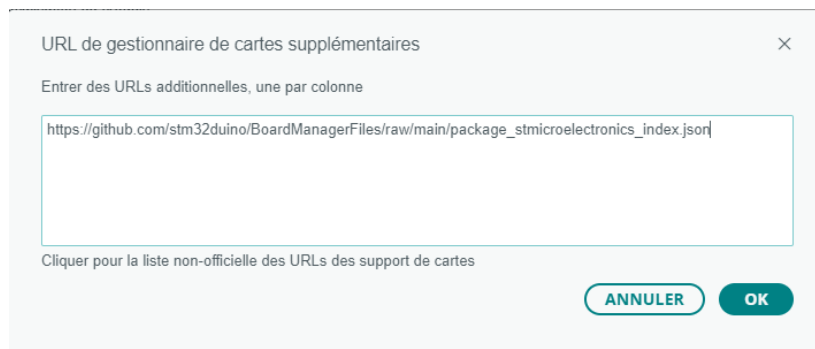 URL de gestionnaire de cartes supplémentaires
Entrer des URLs additionnelles, une par colonne
https://github.com/stm32duino/BoardManagerFiles/raw/main/package_stmicroelectronics_index.json
Cliquer pour la liste non-officielle des URLs des support de cartes
ANNULER OK